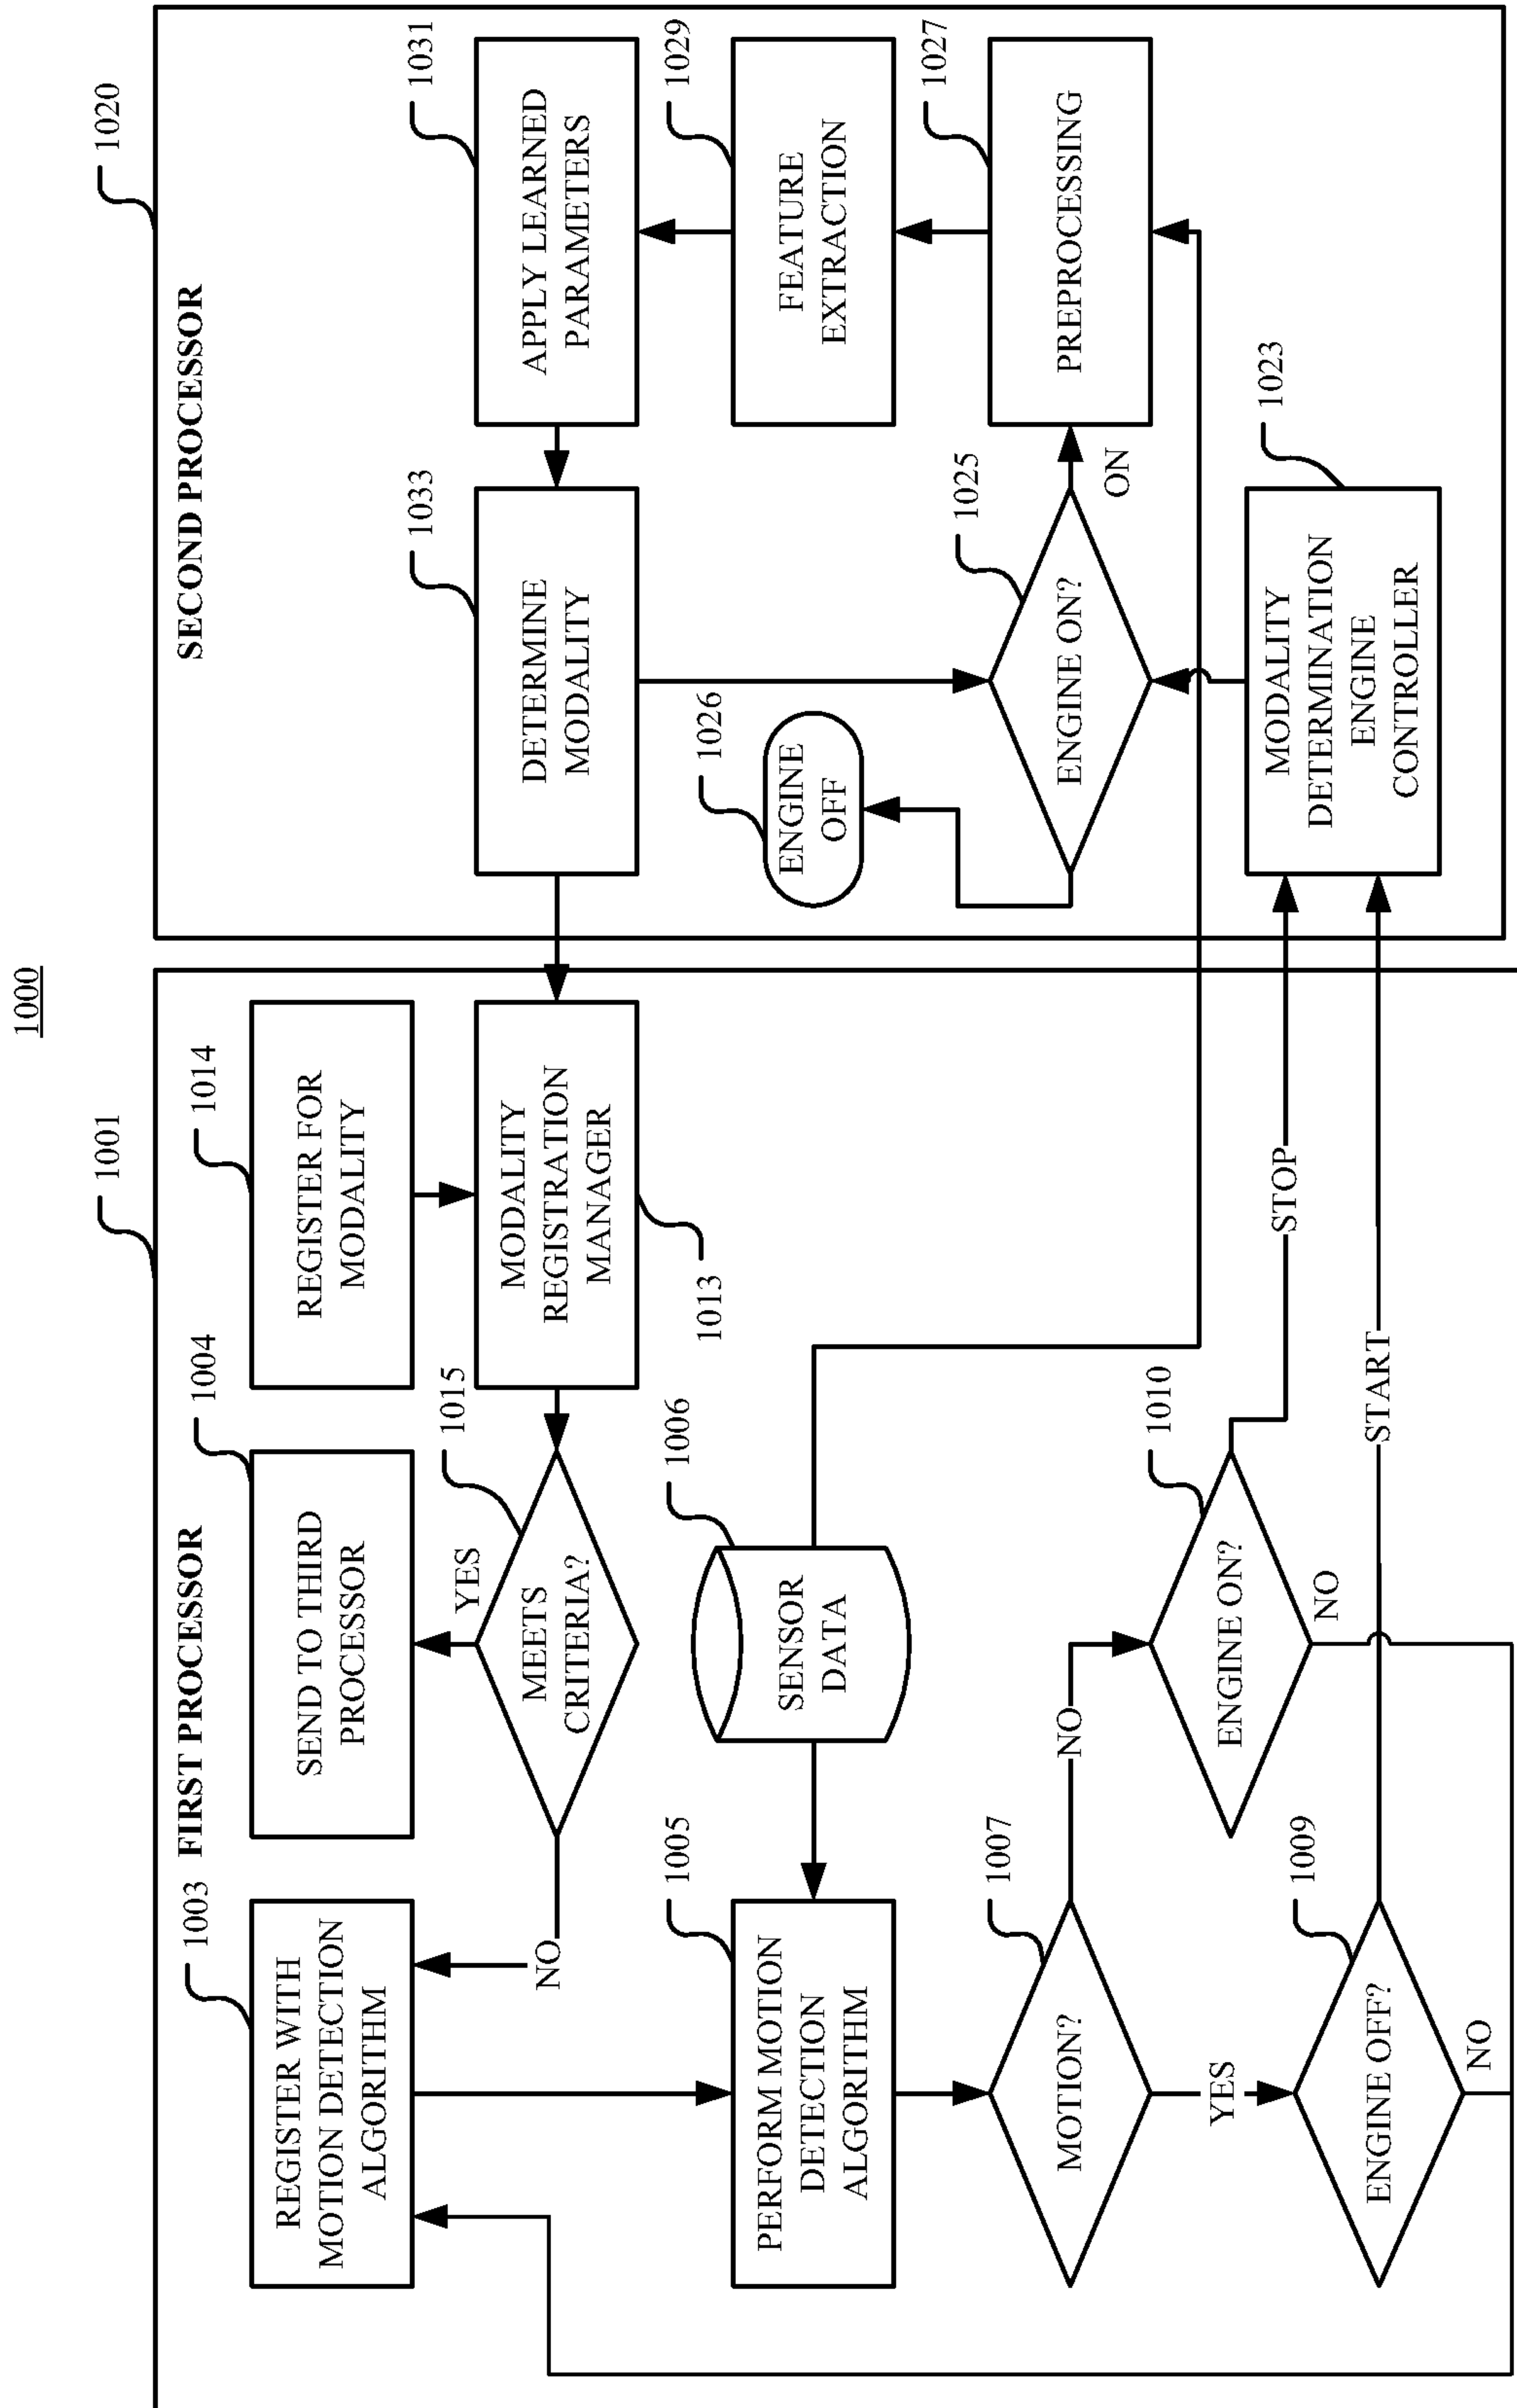 1000
1001
FIRST PROCESSOR
1003
REGISTER WITH
MOTION DETECTION
ALGORITHM
1004
SEND TO THIRD
PROCESSOR
1014
REGISTER FOR
MODALITY
NO
1015
MEETS
CRITERIA?
YES
MODALITY
REGISTRATION
MANAGER
1013
1005
PERFORM MOTION
DETECTION
ALGORITHM
1006
SENSOR
DATA
1007
MOTION?
NO
YES
1010
ENGINE ON?
NO
STOP
1009
ENGINE OFF?
NO
START
1020
SECOND PROCESSOR
1033
DETERMINE
MODALITY
1031
APPLY LEARNED
PARAMETERS
1029
FEATURE
EXTRACTION
1026
ENGINE
OFF
1025
ENGINE ON?
ON
1027
PREPROCESSING
1023
MODALITY
DETERMINATION
ENGINE
CONTROLLER